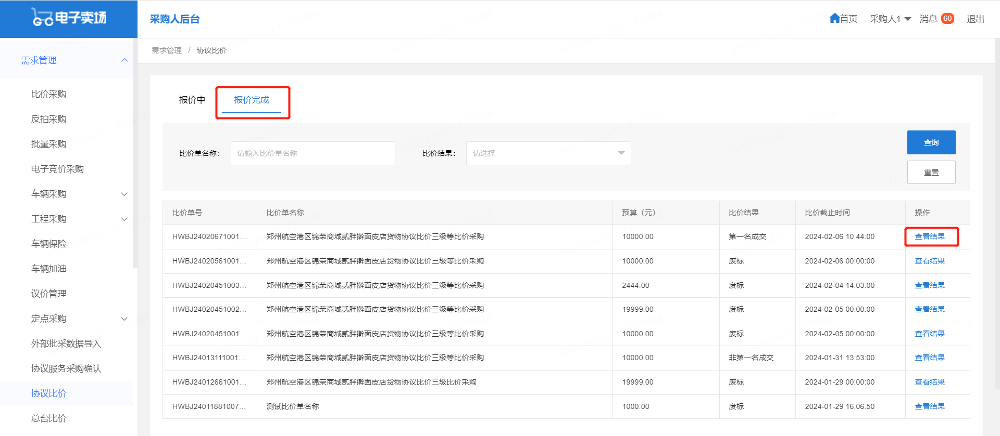 电子卖场
采购人后台
首页 采购人1 消息 60 退出
需求管理
需求管理 / 协议比价
比价采购
反拍采购
批量采购
电子竞价采购
车辆采购
工程采购
车辆保险
车辆加油
议价管理
定点采购
外部批采数据导入
协议服务采购确认
协议比价
总台比价
报价中 报价完成
比价单名称： 请输入比价单名称 比价结果： 请选择 查询
重置
比价单号 比价单名称 预算（元） 比价结果 比价截止时间 操作
HWBJ24020671001... 郑州航空港区锦荣商城贰胖擀面皮店货物协议比价三级等比价采购 10000.00 第一名成交 2024-02-06 10:44:00 查看结果
HWBJ24020561001... 郑州航空港区锦荣商城贰胖擀面皮店货物协议比价三级等比价采购 10000.00 废标 2024-02-06 00:00:00 查看结果
HWBJ24020451003... 郑州航空港区锦荣商城贰胖擀面皮店货物协议比价三级等比价采购 2444.00 废标 2024-02-04 14:03:00 查看结果
HWBJ24020451002... 郑州航空港区锦荣商城贰胖擀面皮店货物协议比价三级等比价采购 19999.00 废标 2024-02-05 00:00:00 查看结果
HWBJ24020451001... 郑州航空港区锦荣商城贰胖擀面皮店货物协议比价三级等比价采购 10000.00 废标 2024-02-05 00:00:00 查看结果
HWBJ24013111001... 郑州航空港区锦荣商城贰胖擀面皮店货物协议比价三级等比价采购 10000.00 非第一名成交 2024-01-31 13:53:00 查看结果
HWBJ24012661001... 郑州航空港区锦荣商城贰胖擀面皮店货物协议比价三级比价采购 19999.00 废标 2024-01-29 00:00:00 查看结果
HWBJ24011881007... 测试比价单名称 1000.00 废标 2024-01-29 16:06:50 查看结果